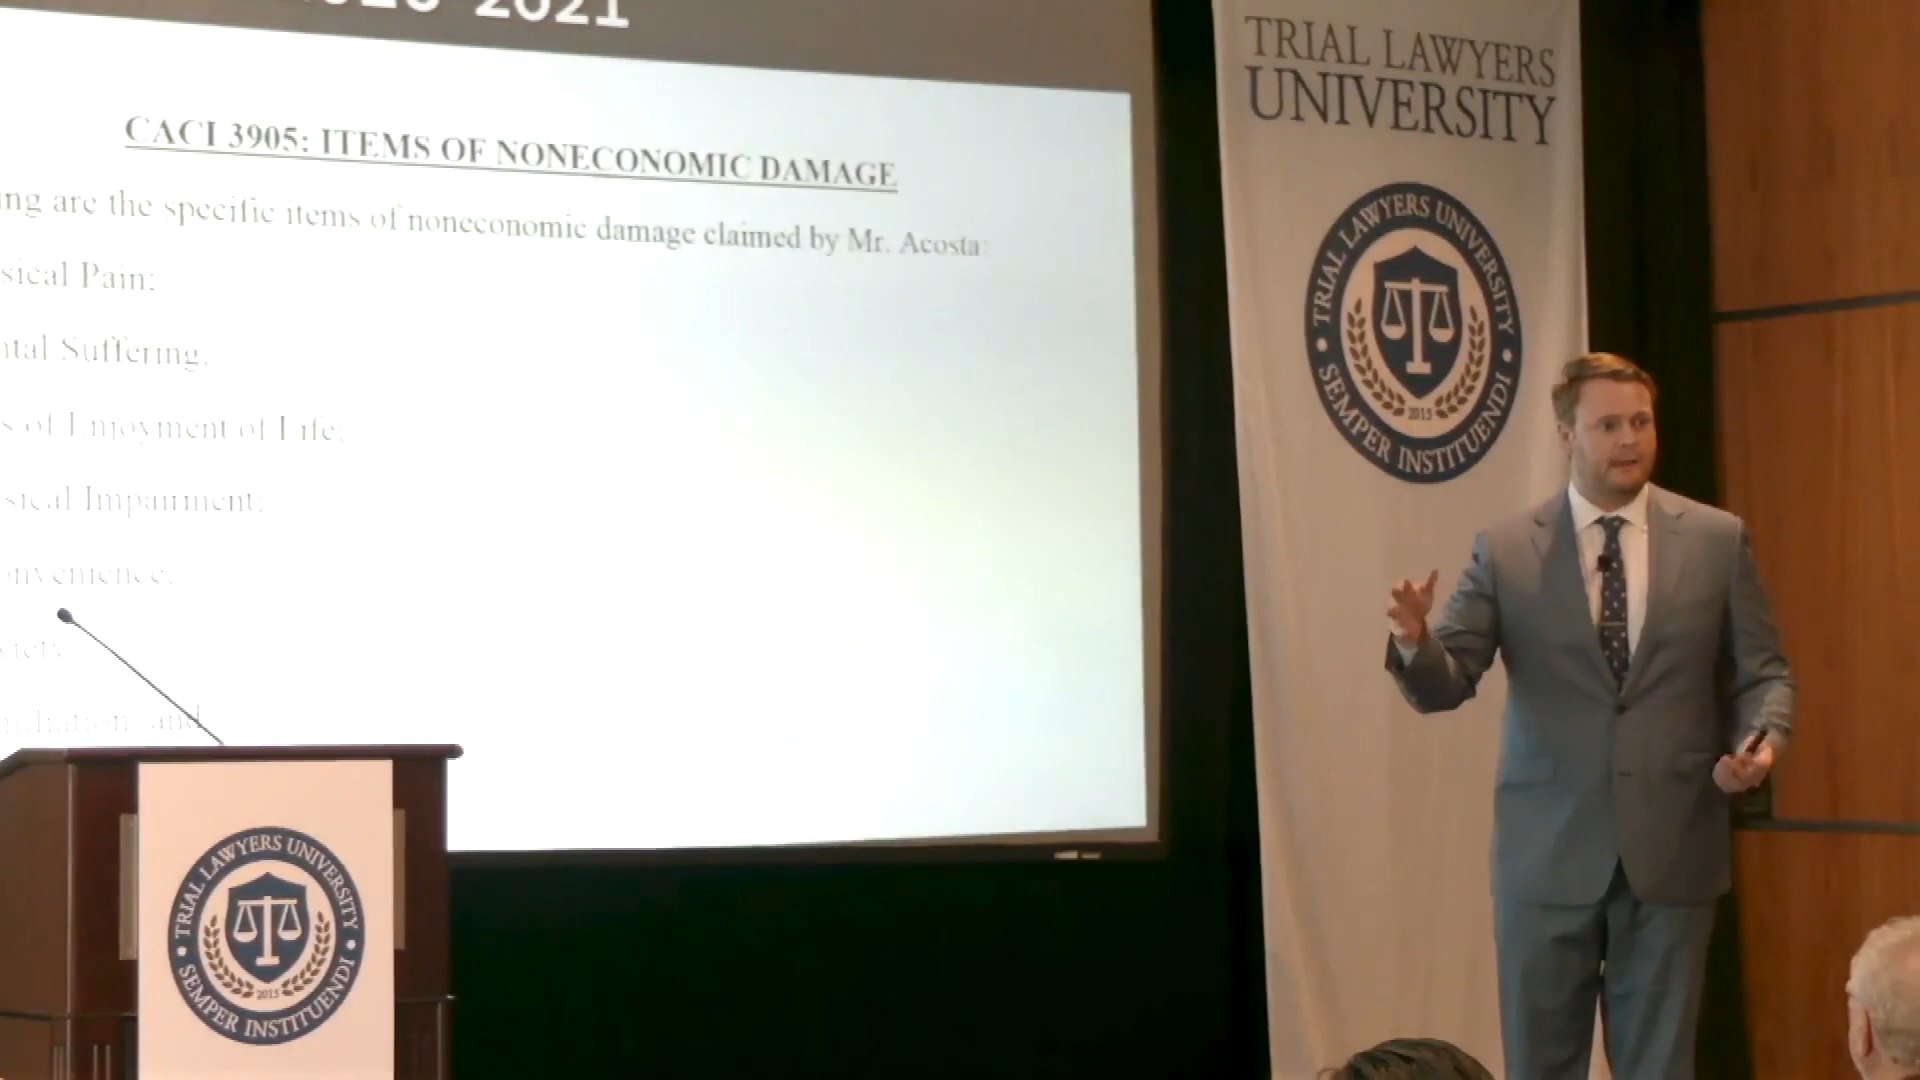 2021
CACI 3905: ITEMS OF NONECONOMIC DAMAGE
ing are the specific items of noneconomic damage claimed by Mr. Acosta:
sical Pain:
ntal Suffering:
s of Enjoyment of Life:
sical Impairment:
onvenience:
and
TRIAL LAWYERS
UNIVERSITY
TRIAL LAWYERS UNIVERSITY
2015
SEMPER INSTITUENDI
TRIAL LAWYERS UNIVERSITY
2015
SEMPER INSTITUENDI